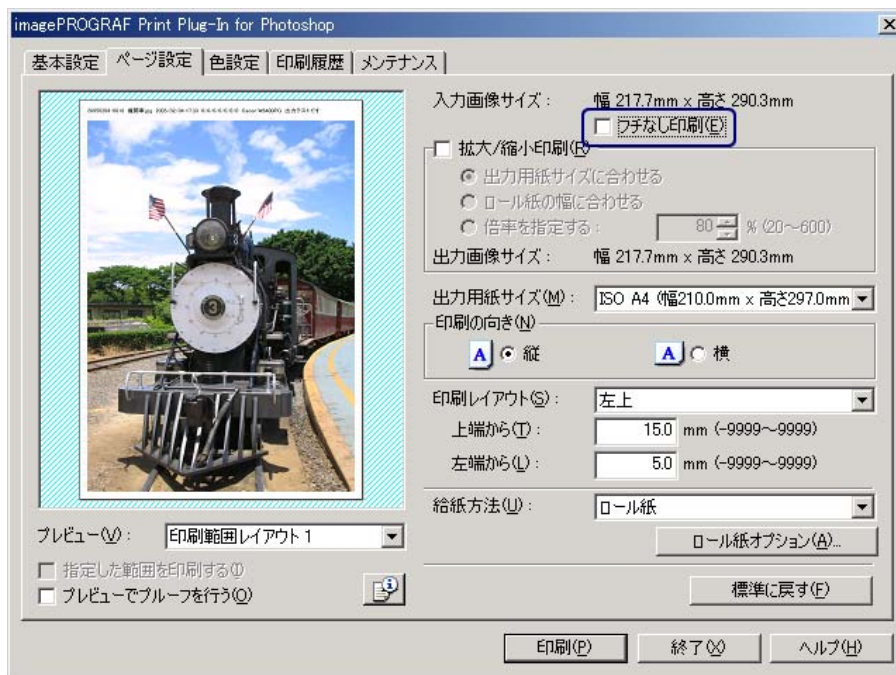 imagePROGRAF Print Plug-In for Photoshop
基本設定 ページ設定 色設定 印刷履歴 メンテナンス
入力画像サイズ： 幅 217.7mm x 高さ 290.3mm
フチなし印刷(E)
拡大/縮小印刷(R)
出力用紙サイズに合わせる
ロール紙の幅に合わせる
倍率を指定する： 80 % (20～600)
出力画像サイズ： 幅 217.7mm x 高さ 290.3mm
出力用紙サイズ(M)： ISO A4 (幅210.0mm x 高さ297.0mm
印刷の向き(N)
A 縦 A 横
印刷レイアウト(S)： 左上
上端から(T)： 15.0 mm (-9999～9999)
左端から(L)： 5.0 mm (-9999～9999)
給紙方法(U)： ロール紙
ロール紙オプション(A)...
プレビュー(V)： 印刷範囲レイアウト 1
指定した範囲を印刷する(I)
プレビューでプルーフを行う(O)
標準に戻す(F)
印刷(P) 終了(X) ヘルプ(H)